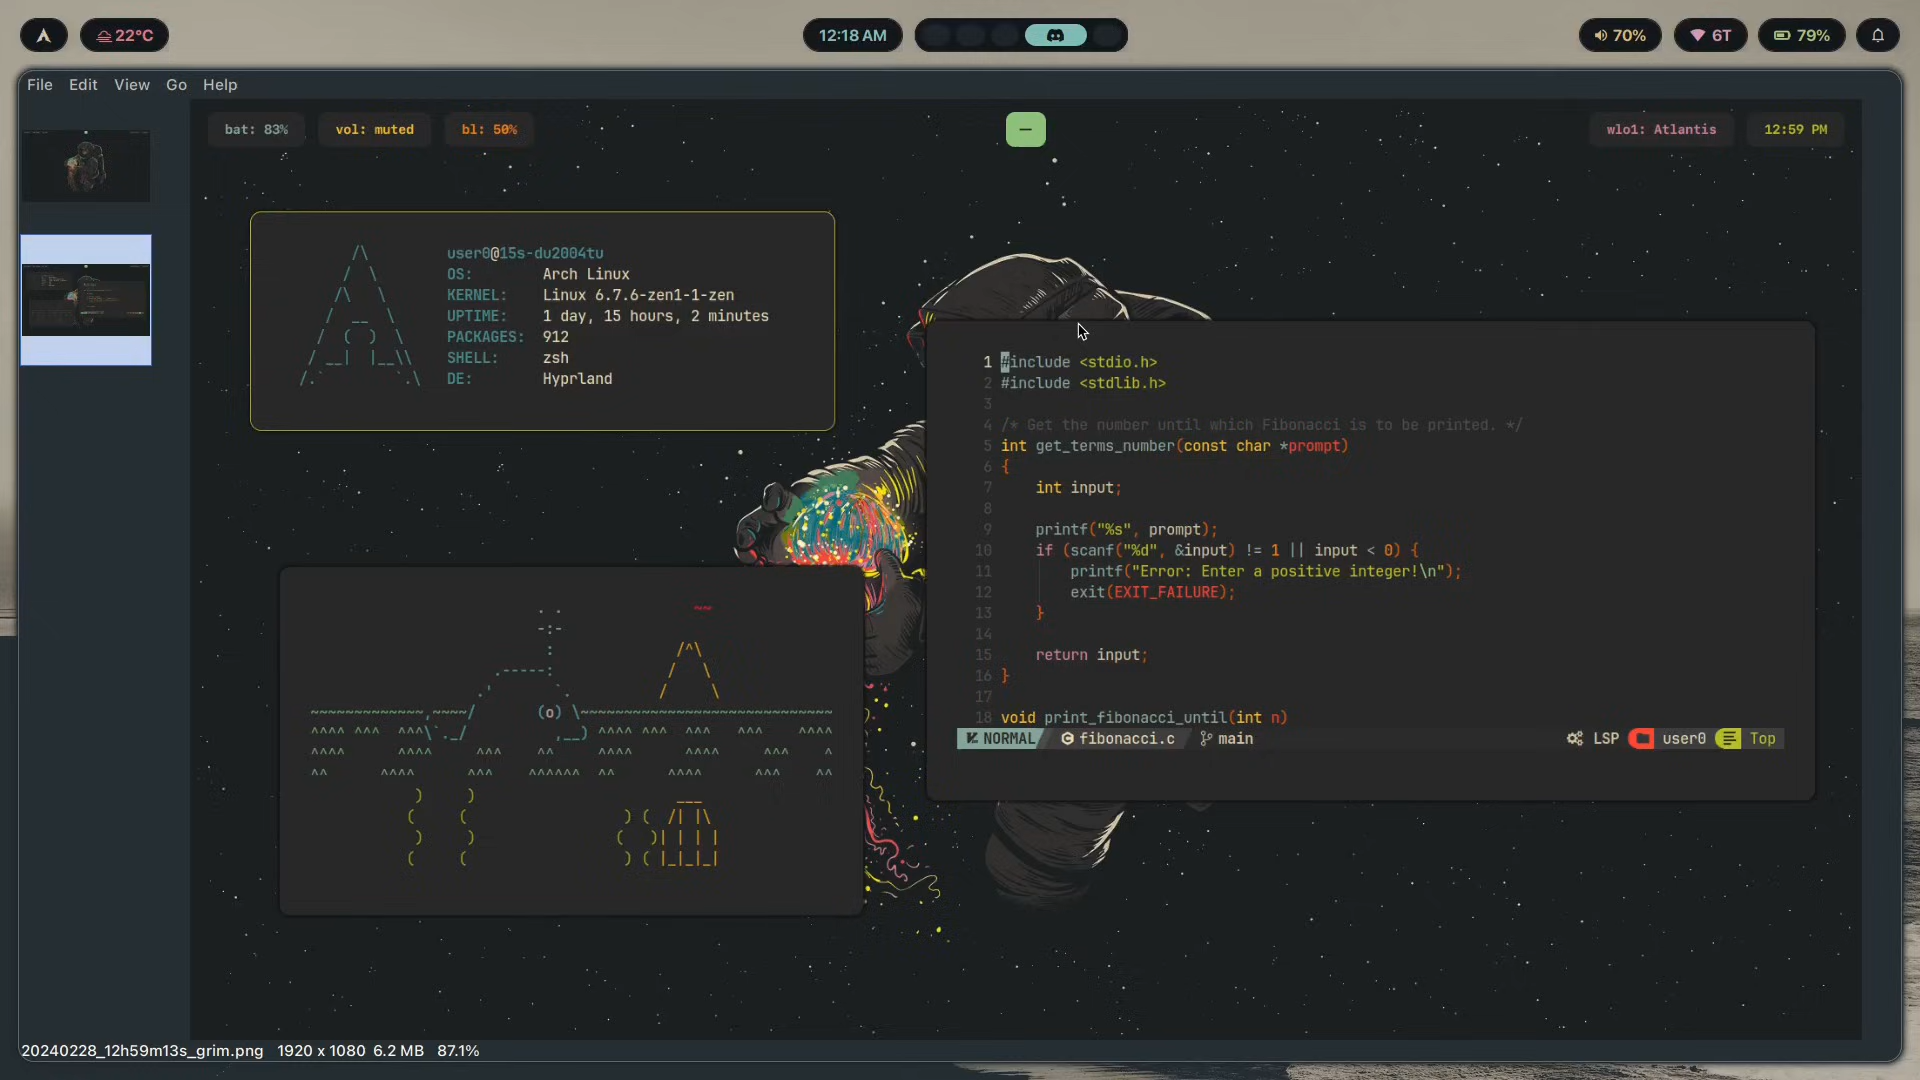 22°C
12:18 AM
70%
6T
79%
File Edit View Go Help
bat: 83%
vol: muted
bl: 50%
wlo1: Atlantis
12:59 PM
user0@15s-du2004tu
OS: Arch Linux
KERNEL: Linux 6.7.6-zen1-1-zen
UPTIME: 1 day, 15 hours, 2 minutes
PACKAGES: 912
SHELL: zsh
DE: Hyprland
1 #include <stdio.h>
2 #include <stdlib.h>
3
4 /* Get the number until which Fibonacci is to be printed. */
5 int get_terms_number(const char *prompt)
6 {
7 int input;
8
9 printf("%s", prompt);
10 if (scanf("%d", &input) != 1 || input < 0) {
11 printf("Error: Enter a positive integer!\n");
12 exit(EXIT_FAILURE);
13 }
14
15 return input;
16 }
17
18 void print_fibonacci_until(int n)
NORMAL fibonacci.c main LSP user0 Top
20240228_12h59m13s_grim.png 1920 x 1080 6.2 MB 87.1%